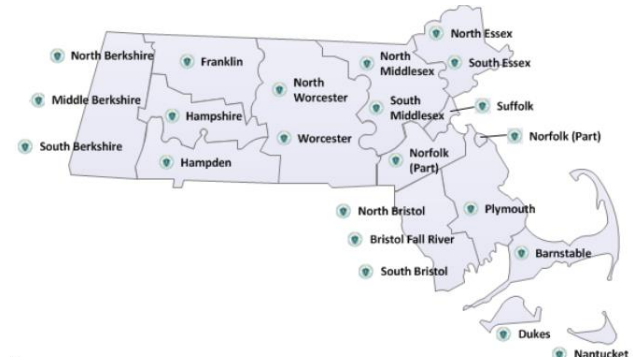 North Essex
North Berkshire
Franklin
North
Middlesex
South Essex
North
Worcester
Middle Berkshire
South
Middlesex
Suffolk
Hampshire
Norfolk (Part)
Worcester
South Berkshire
Hampden
Norfolk
(Part)
North Bristol
Plymouth
Bristol Fall River
Barnstable
South Bristol
Dukes
Nantucket